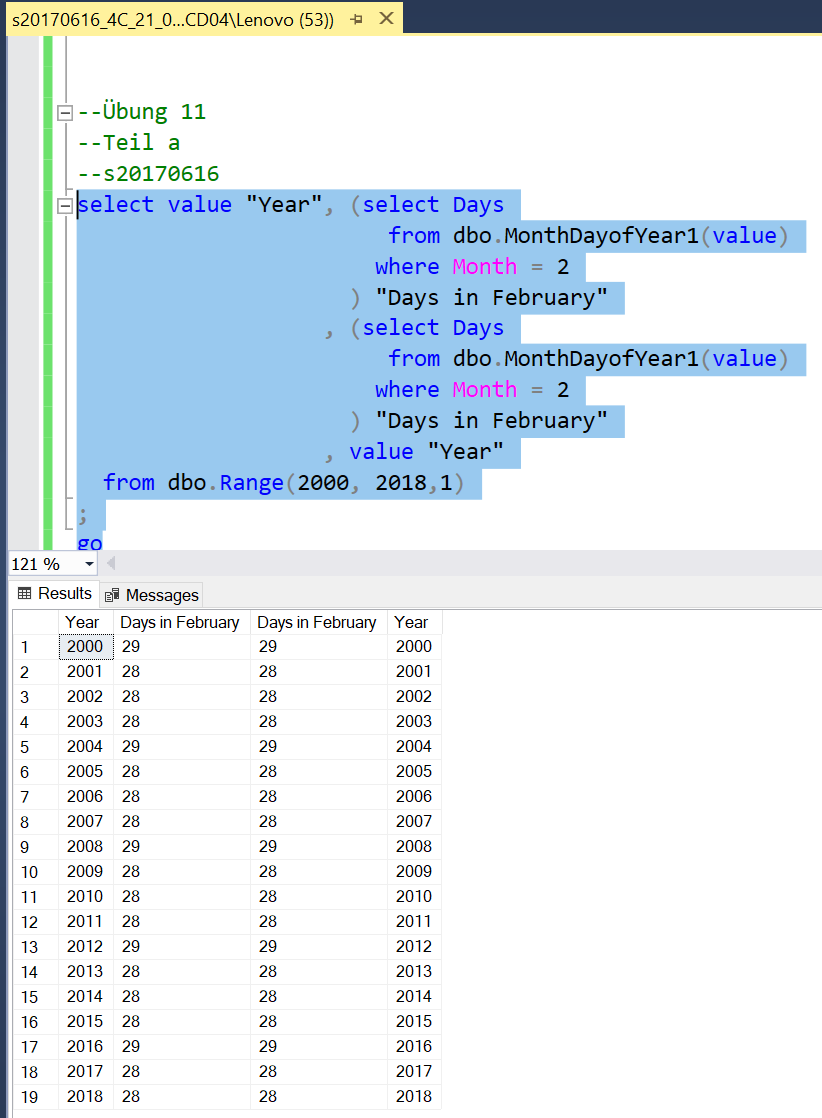 s20170616_4C_21_0...CD04\Lenovo (53))
--Übung 11
--Teil a
--s20170616
select value "Year", (select Days
from dbo.MonthDayofYear1(value)
where Month = 2
) "Days in February"
, (select Days
from dbo.MonthDayofYear1(value)
where Month = 2
) "Days in February"
, value "Year"
from dbo.Range(2000, 2018,1)
;
go
121 %
Results Messages
Year Days in February Days in February Year
1 2000 29 29 2000
2 2001 28 28 2001
3 2002 28 28 2002
4 2003 28 28 2003
5 2004 29 29 2004
6 2005 28 28 2005
7 2006 28 28 2006
8 2007 28 28 2007
9 2008 29 29 2008
10 2009 28 28 2009
11 2010 28 28 2010
12 2011 28 28 2011
13 2012 29 29 2012
14 2013 28 28 2013
15 2014 28 28 2014
16 2015 28 28 2015
17 2016 29 29 2016
18 2017 28 28 2017
19 2018 28 28 2018